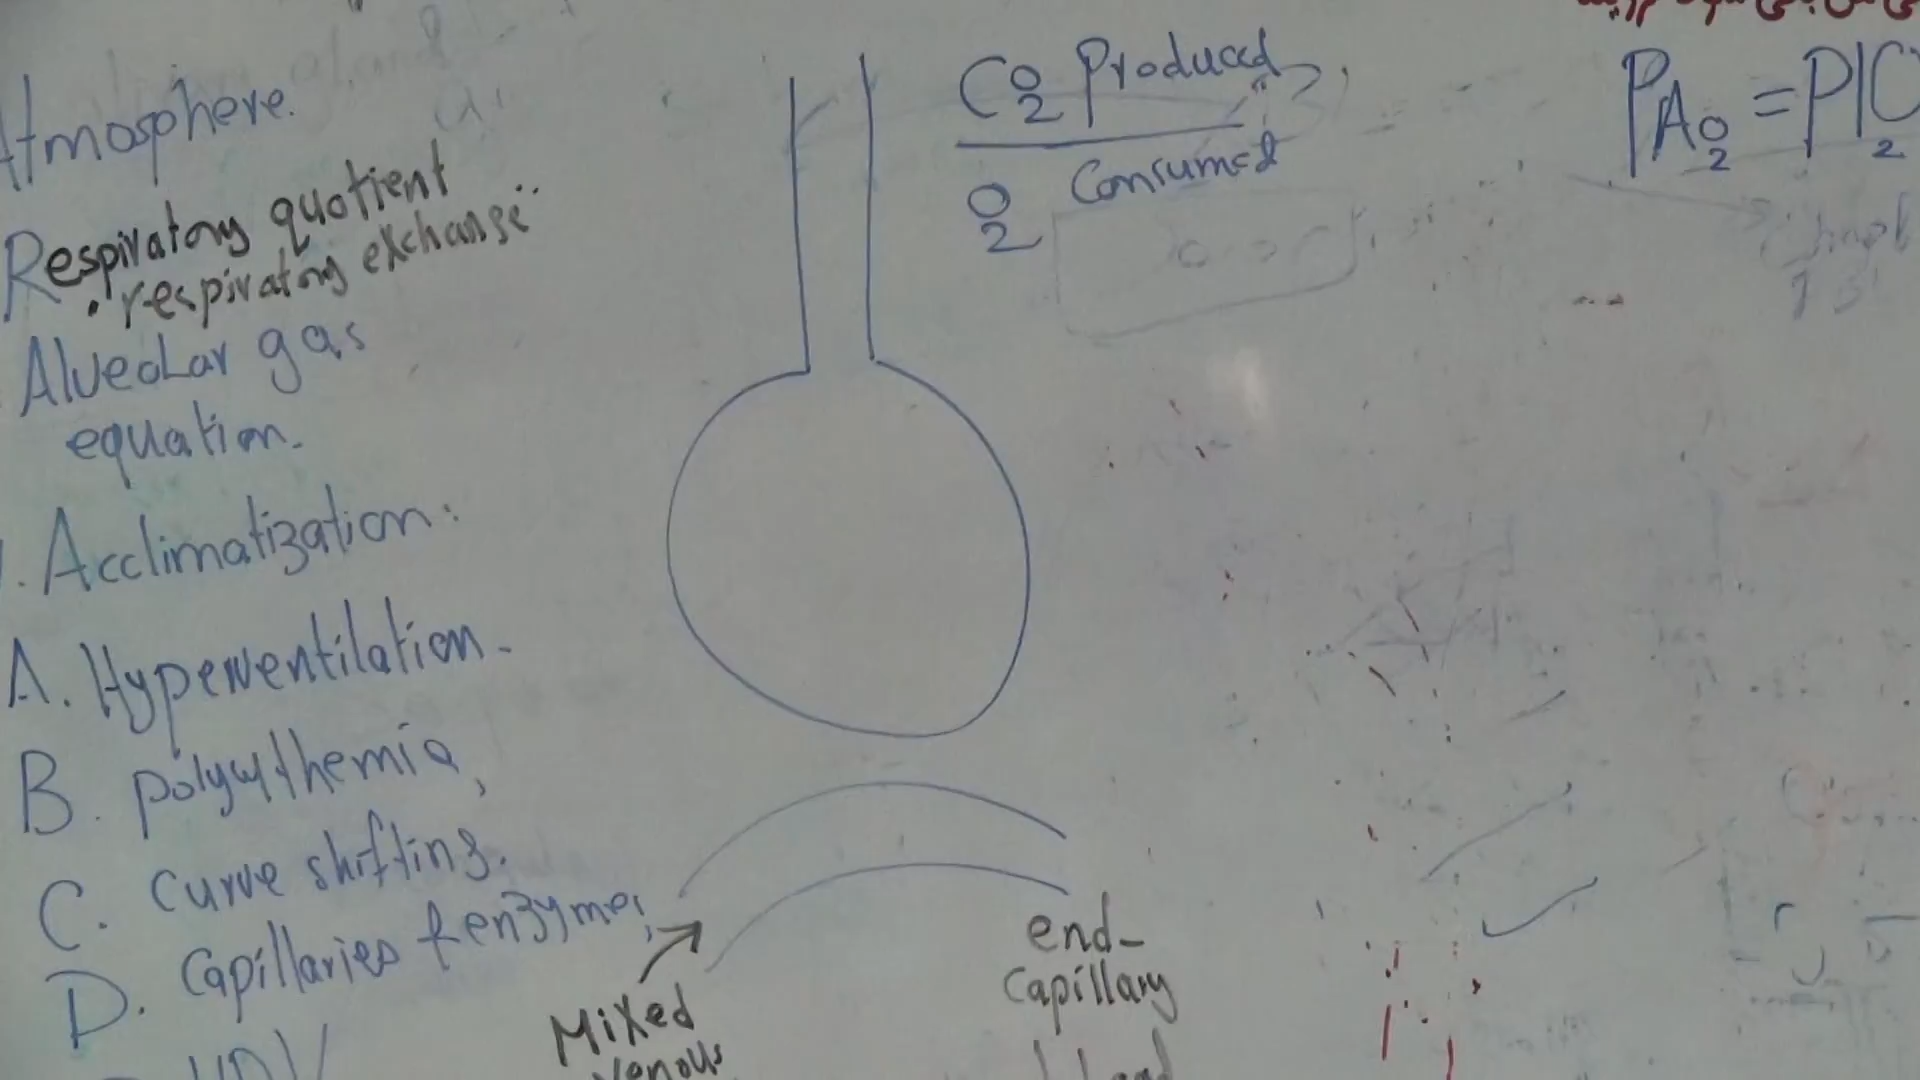 Atmosphere.
Respiratory quotient
respiratory exchange
Alveolar gas
equation.
Acclimatization:
A. Hyperventilation.
B. polycythemia,
C. Curve shifting.
D. Capillaries & enzymes,
CO2 Produced
O2 Consumed
PAO2 = PIO2
Mixed
venous
end-
Capillary